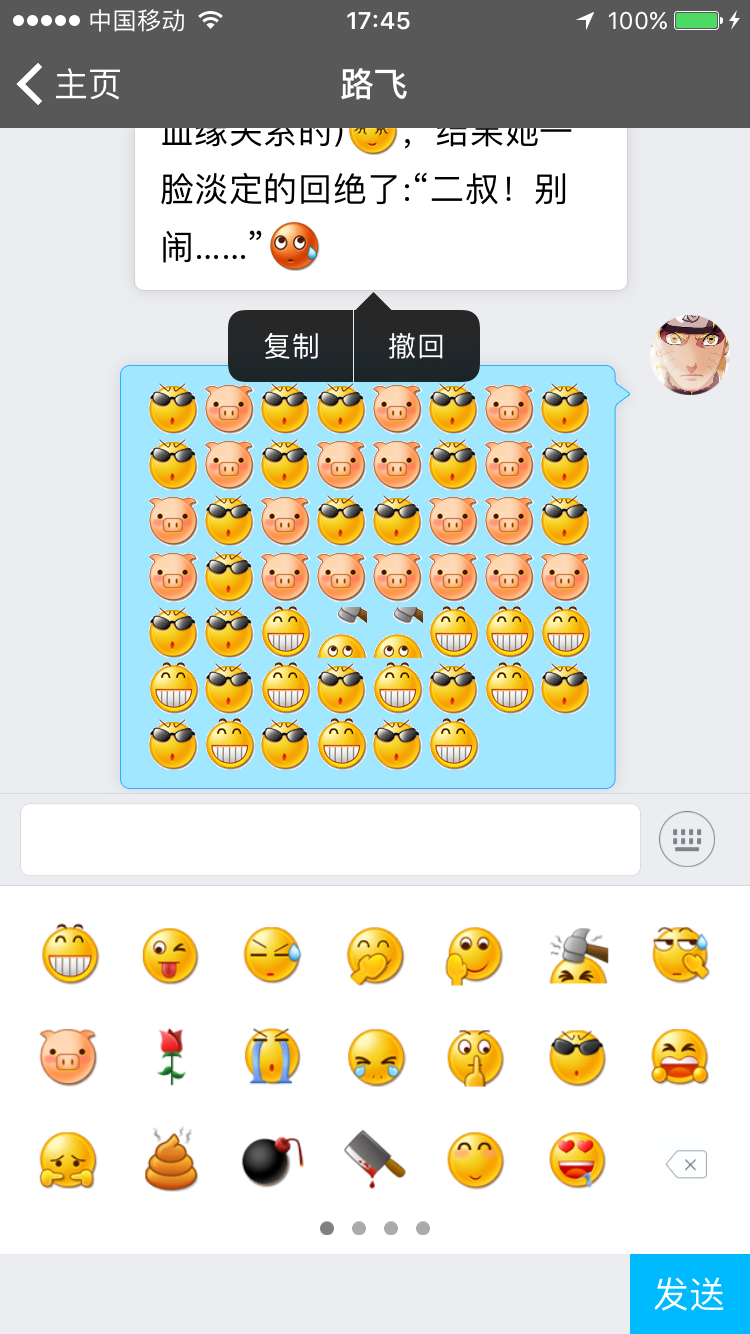 中国移动 17:45 100%
主页 路飞
血缘关系的), 结果她一
脸淡定的回绝了:“二叔！别
闹……”
复制 撤回
发送